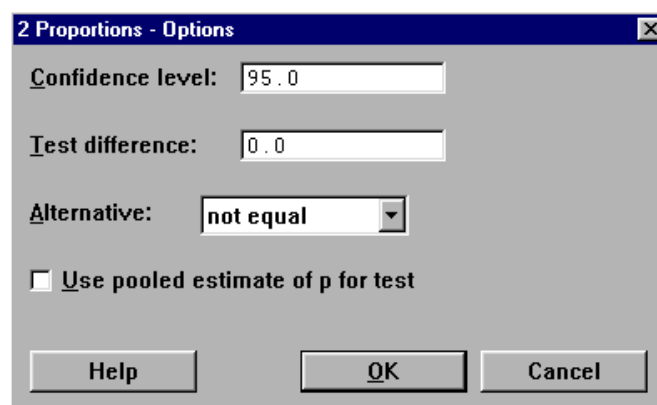 2 Proportions - Options
Confidence level: 95.0
Test difference: 0.0
Alternative: not equal
Use pooled estimate of p for test
Help OK Cancel